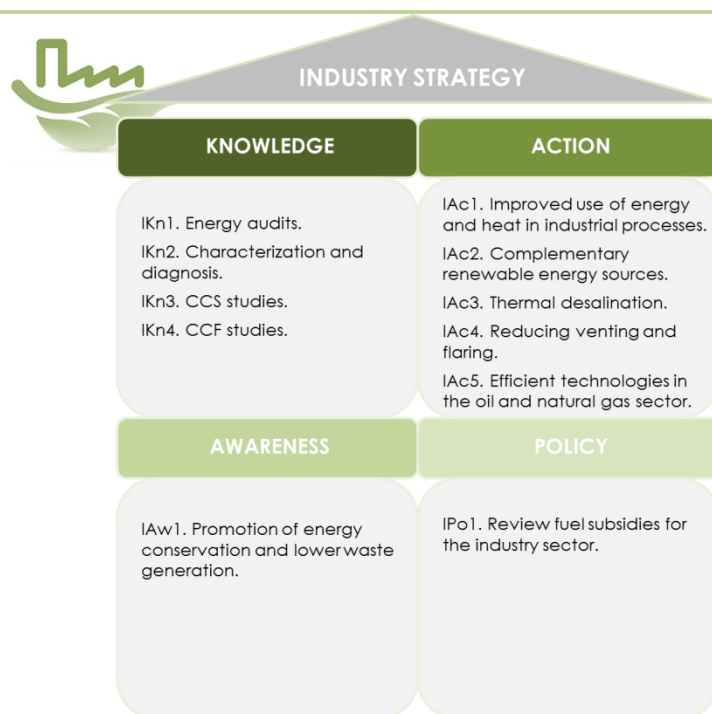 INDUSTRY STRATEGY
KNOWLEDGE
IKn1. Energy audits.
IKn2. Characterization and
diagnosis.
IKn3. CCS studies.
IKn4. CCF studies.
ACTION
IAc1. Improved use of energy
and heat in industrial processes.
IAc2. Complementary
renewable energy sources.
IAc3. Thermal desalination.
IAc4. Reducing venting and
flaring.
IAc5. Efficient technologies in
the oil and natural gas sector.
AWARENESS
IAw1. Promotion of energy
conservation and lower waste
generation.
POLICY
IPo1. Review fuel subsidies for
the industry sector.